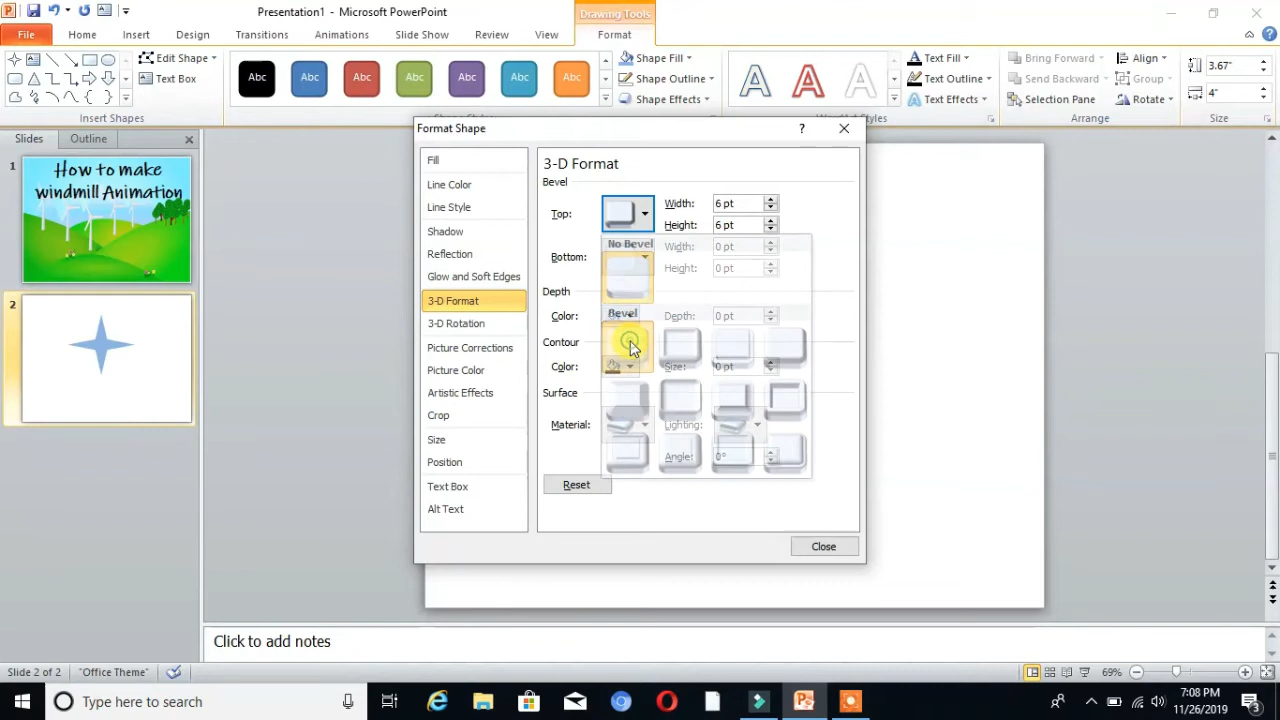 Presentation1 - Microsoft PowerPoint
Drawing Tools
File
Home
Insert
Design
Transitions
Animations
Slide Show
Review
View
Format
Edit Shape
Text Box
Insert Shapes
Abc
Abc
Abc
Abc
Abc
Abc
Abc
Shape Fill
Shape Outline
Shape Effects
A
A
A
Text Fill
Text Outline
Text Effects
Bring Forward
Send Backward
Selection Pane
Align
Group
Rotate
Arrange
3.67"
4"
Size
Slides
Outline
1
How to make
windmill Animation
2
Format Shape
Fill
Line Color
Line Style
Shadow
Reflection
Glow and Soft Edges
3-D Format
3-D Rotation
Picture Corrections
Picture Color
Artistic Effects
Crop
Size
Position
Text Box
Alt Text
3-D Format
Bevel
Top:
Width: 6 pt
Height: 6 pt
No Bevel
Bottom:
Width: 0 pt
Height: 0 pt
Depth
Bevel
Color:
Depth: 0 pt
Contour
Color:
Size: 0 pt
Surface
Material:
Lighting:
Angle: 0°
Reset
Close
Click to add notes
Slide 2 of 2
"Office Theme"
69%
Type here to search
7:08 PM
11/26/2019
3